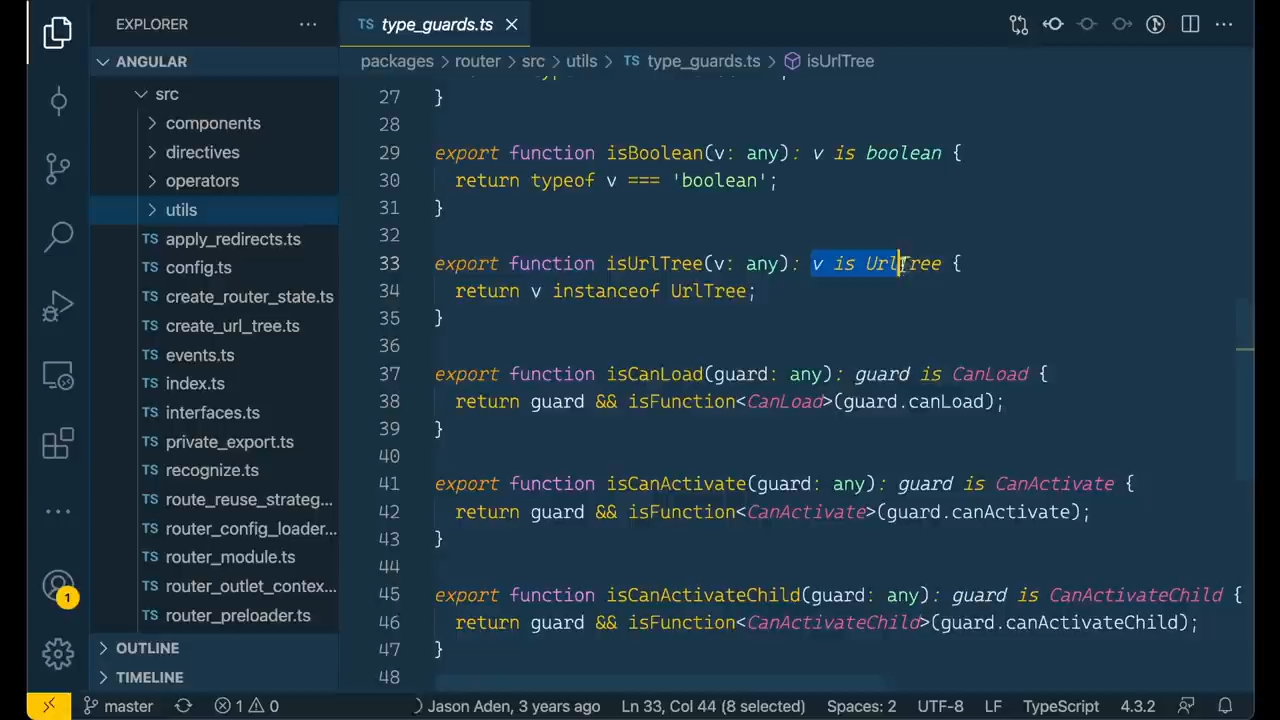 EXPLORER
type_guards.ts
ANGULAR
packages > router > src > utils > TS type_guards.ts > isUrlTree
src
components
directives
operators
utils
TS apply_redirects.ts
TS config.ts
TS create_router_state.ts
TS create_url_tree.ts
TS events.ts
TS index.ts
TS interfaces.ts
TS private_export.ts
TS recognize.ts
TS route_reuse_strateg...
TS router_config_loader...
TS router_module.ts
TS router_outlet_contex...
TS router_preloader.ts
OUTLINE
TIMELINE
27 }
28
29 export function isBoolean(v: any): v is boolean {
30 return typeof v === 'boolean';
31 }
32
33 export function isUrlTree(v: any): v is UrlTree {
34 return v instanceof UrlTree;
35 }
36
37 export function isCanLoad(guard: any): guard is CanLoad {
38 return guard && isFunction<CanLoad>(guard.canLoad);
39 }
40
41 export function isCanActivate(guard: any): guard is CanActivate {
42 return guard && isFunction<CanActivate>(guard.canActivate);
43 }
44
45 export function isCanActivateChild(guard: any): guard is CanActivateChild {
46 return guard && isFunction<CanActivateChild>(guard.canActivateChild);
47 }
48
1
master 1 0 Jason Aden, 3 years ago Ln 33, Col 44 (8 selected) Spaces: 2 UTF-8 LF TypeScript 4.3.2